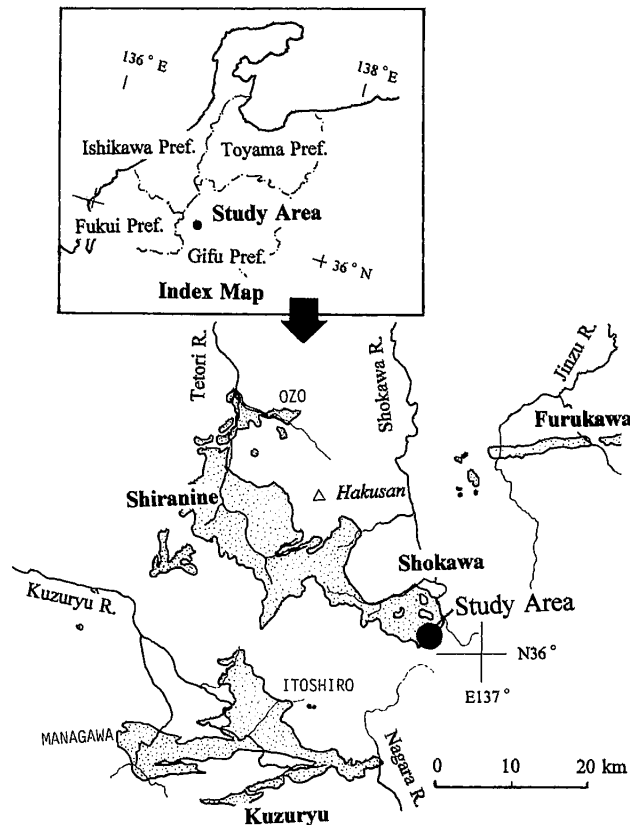 136° E
138° E
Ishikawa Pref.
Toyama Pref.
Study Area
Fukui Pref.
Gifu Pref.
36° N
Index Map
Tetori R.
Shokawa R.
Jinzu R.
OZO
Furukawa
Shiranine
Hakusan
Shokawa
Kuzuryu R.
Study Area
N36°
E137°
ITOSHIRO
MANAGAWA
Nagara R.
0 10 20 km
Kuzuryu